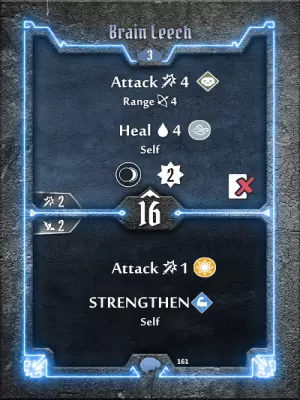 Brain Leech
3
Attack 4
Range 4
Heal 4
Self
2
2
16
2
Attack 1
STRENGTHEN
Self
161